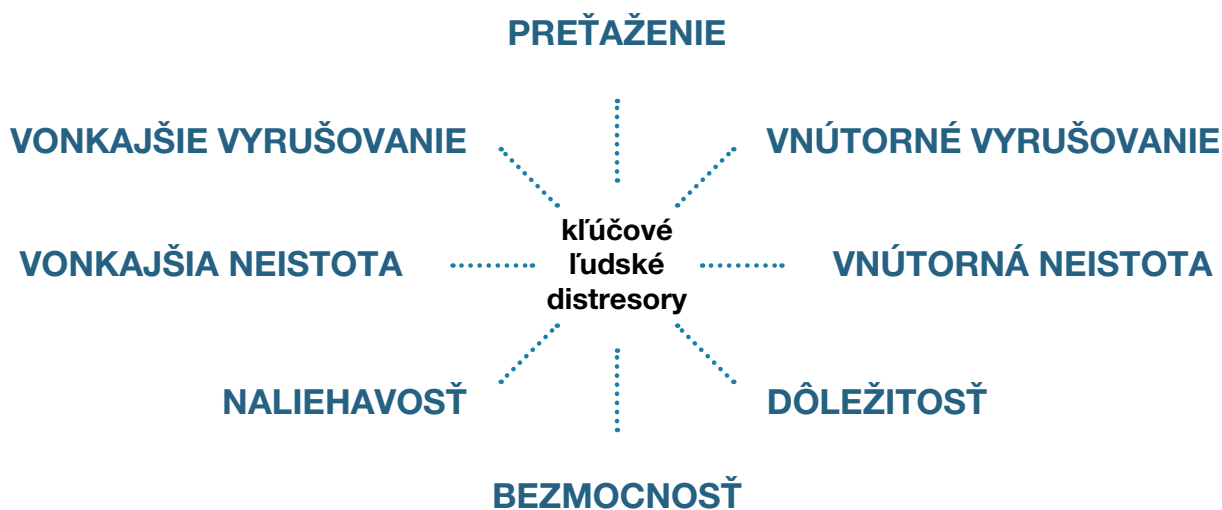 PREŤAŽENIE
VONKAJŠIE VYRUŠOVANIE
VNÚTORNÉ VYRUŠOVANIE
kľúčové
ľudské
distresory
VONKAJŠIA NEISTOTA
VNÚTORNÁ NEISTOTA
NALIEHAVOSŤ
DÔLEŽITOSŤ
BEZMOCNOSŤ